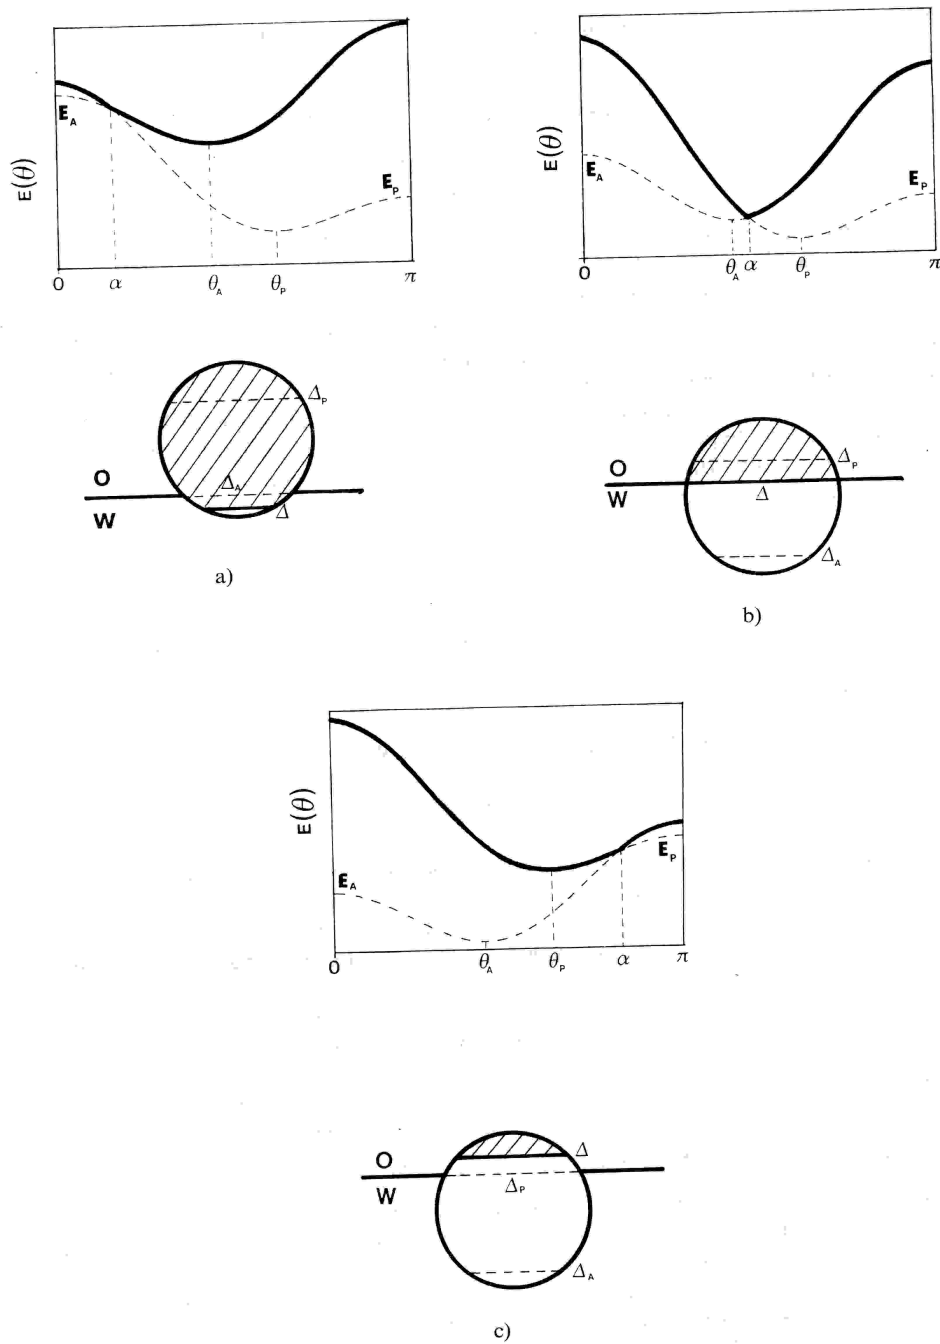 E_A
E_P
E(θ)
0 α θ_A θ_P π
O
W
Δ_P
Δ_A
Δ
a)
E_A
E_P
E(θ)
0 θ_A α θ_P π
O
W
Δ_P
Δ
Δ_A
b)
E_A
E_P
E(θ)
0 θ_A θ_P α π
O
W
Δ
Δ_P
Δ_A
c)